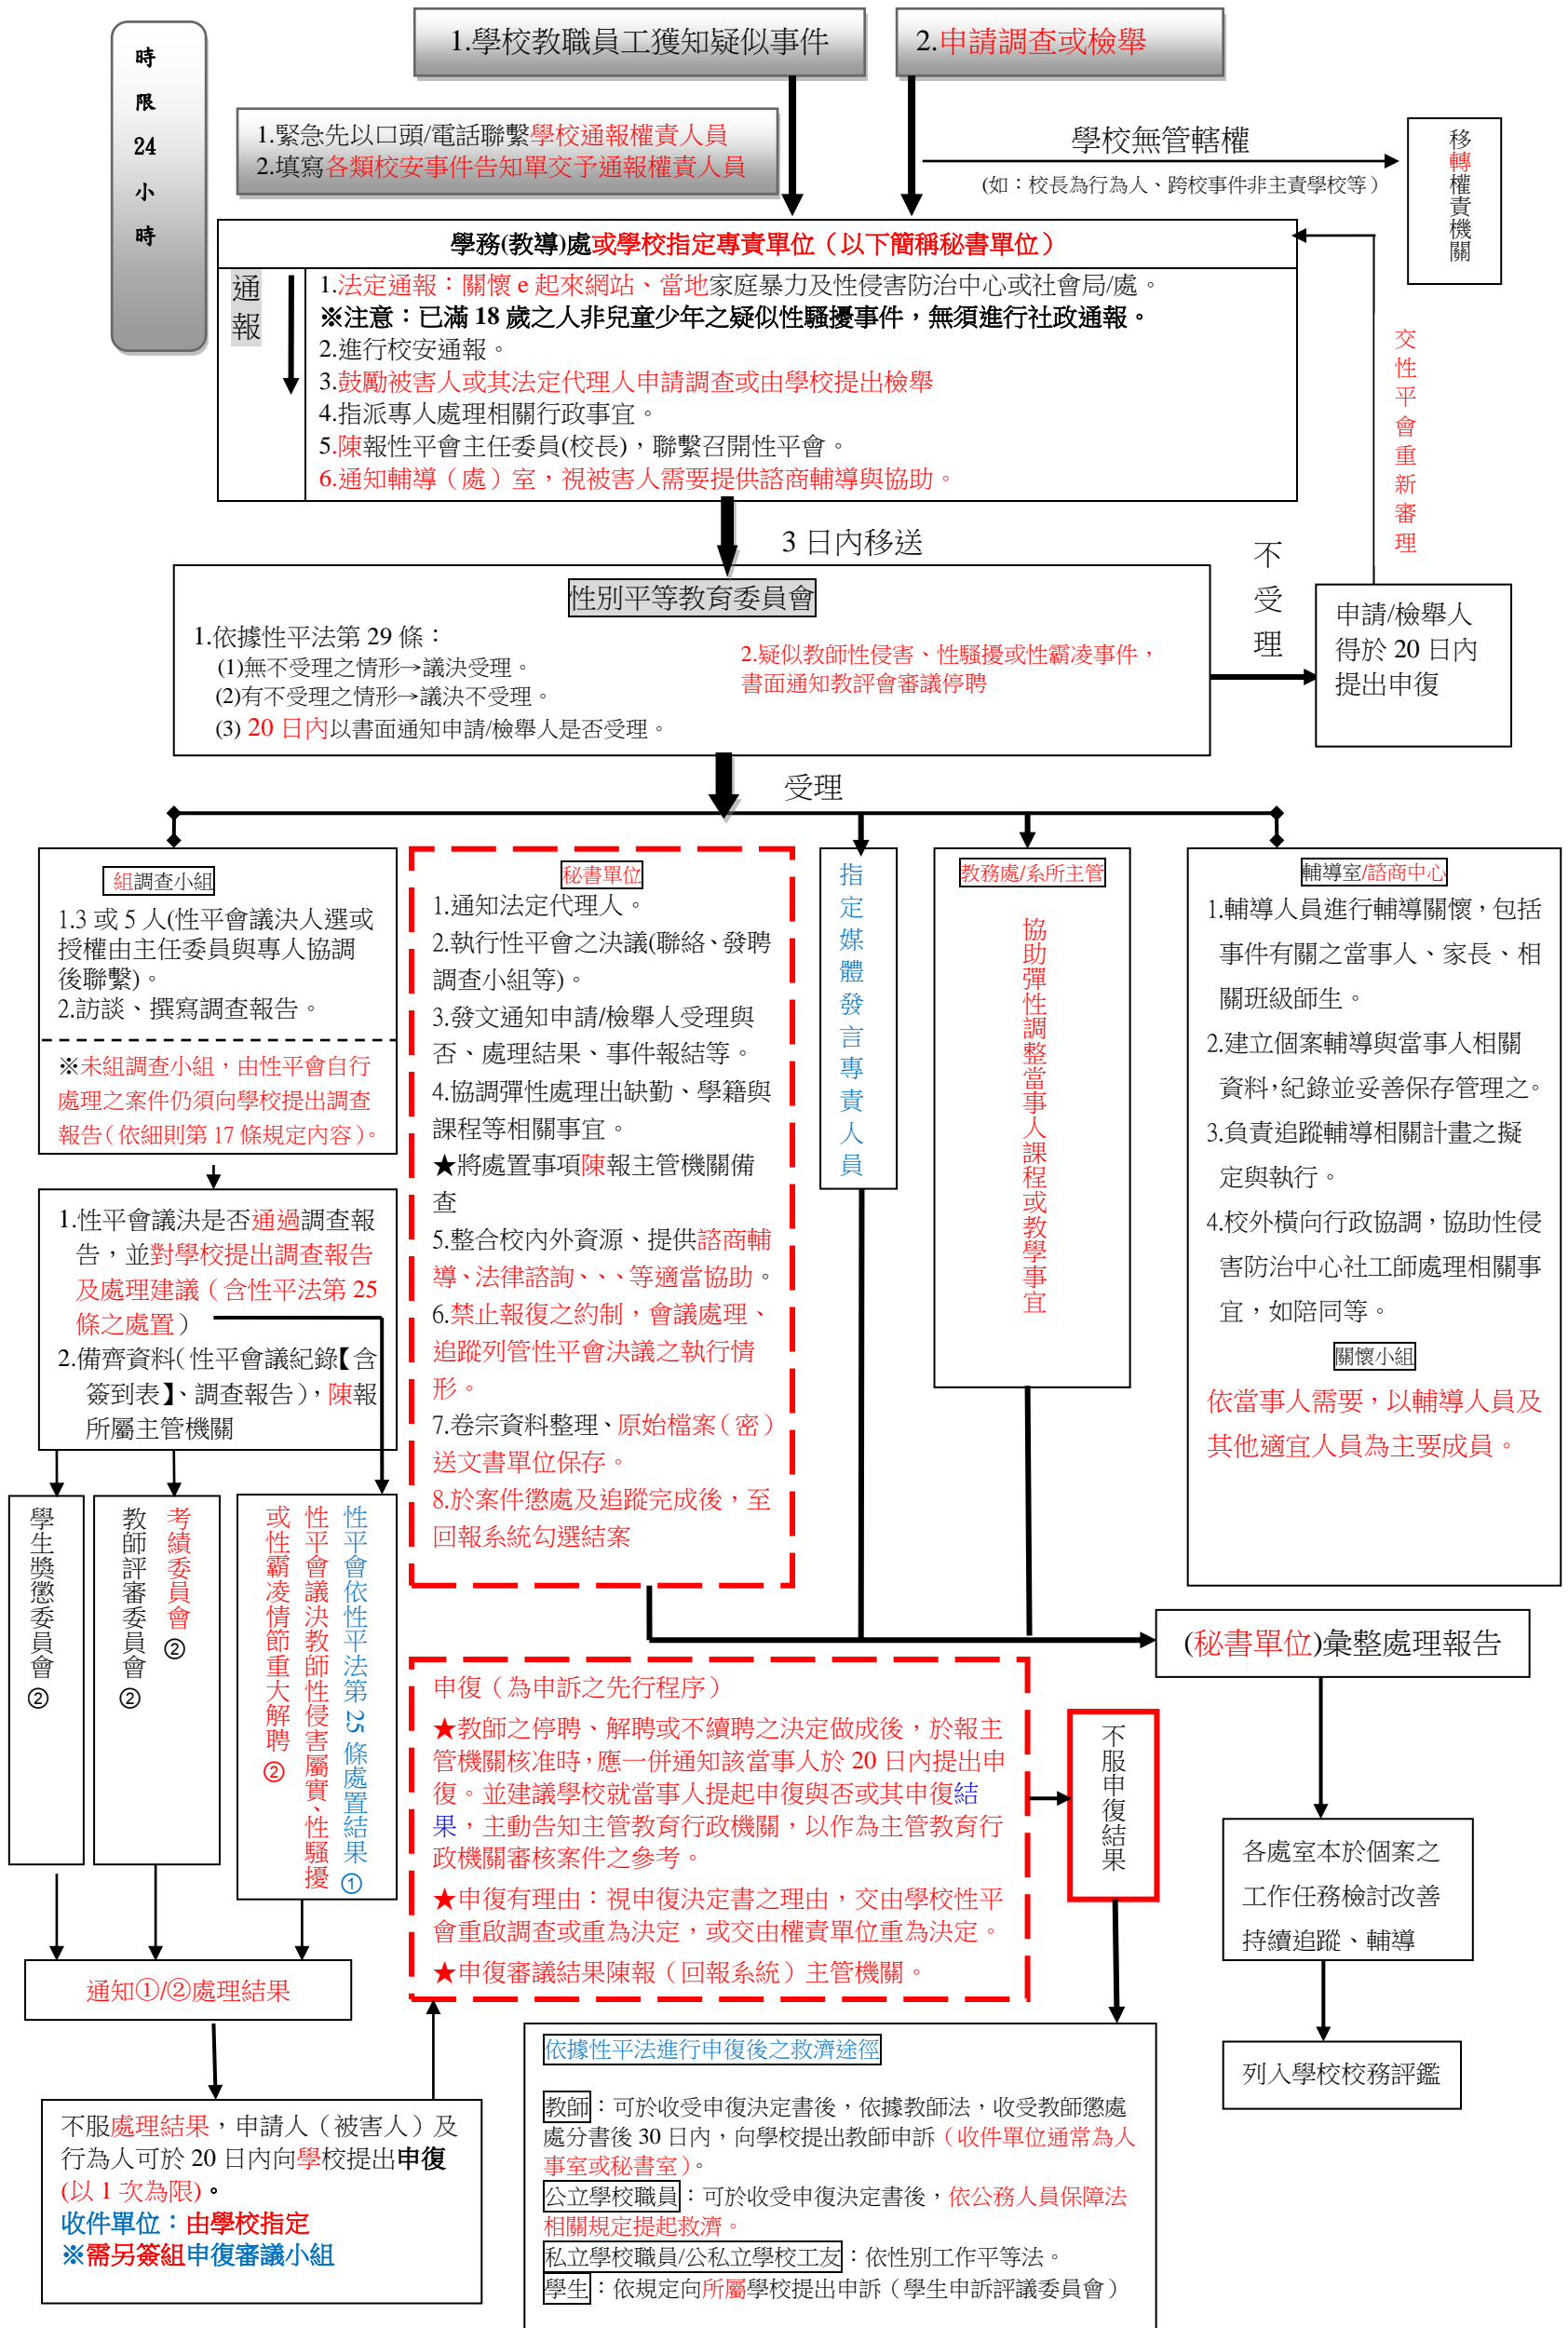 時
限
24
小
時
1.學校教職員工獲知疑似事件
2.申請調查或檢舉
1.緊急先以口頭/電話聯繫學校通報權責人員
2.填寫各類校安事件告知單交予通報權責人員
學校無管轄權
(如：校長為行為人、跨校事件非主責學校等)
移轉權責機關
學務(教導)處或學校指定專責單位（以下簡稱秘書單位）
通報
1.法定通報：關懷 e 起來網站、當地家庭暴力及性侵害防治中心或社會局/處。
※注意：已滿 18 歲之人非兒童少年之疑似性騷擾事件，無須進行社政通報。
2.進行校安通報。
3.鼓勵被害人或其法定代理人申請調查或由學校提出檢舉
4.指派專人處理相關行政事宜。
5.陳報性平會主任委員(校長)，聯繫召開性平會。
6.通知輔導（處）室，視被害人需要提供諮商輔導與協助。
交性平會重新審理
3 日內移送
性別平等教育委員會
1.依據性平法第 29 條：
(1)無不受理之情形→議決受理。
(2)有不受理之情形→議決不受理。
(3) 20 日內以書面通知申請/檢舉人是否受理。
2.疑似教師性侵害、性騷擾或性霸凌事件，
書面通知教評會審議停聘
不受理
申請/檢舉人
得於 20 日內
提出申復
受理
組調查小組
1.3 或 5 人(性平會議決人選或
授權由主任委員與專人協調
後聯繫)。
2.訪談、撰寫調查報告。
※未組調查小組，由性平會自行
處理之案件仍須向學校提出調查
報告（依細則第 17 條規定內容）。
1.性平會議決是否通過調查報
告，並對學校提出調查報告
及處理建議（含性平法第 25
條之處置）
2.備齊資料（性平會議紀錄【含
簽到表】、調查報告），陳報
所屬主管機關
秘書單位
1.通知法定代理人。
2.執行性平會之決議(聯絡、發聘
調查小組等)。
3.發文通知申請/檢舉人受理與
否、處理結果、事件報結等。
4.協調彈性處理出缺勤、學籍與
課程等相關事宜。
★將處置事項陳報主管機關備
查
5.整合校內外資源、提供諮商輔
導、法律諮詢、、、等適當協助。
6.禁止報復之約制，會議處理、
追蹤列管性平會決議之執行情
形。
7.卷宗資料整理、原始檔案（密）
送文書單位保存。
8.於案件懲處及追蹤完成後，至
回報系統勾選結案
指定媒體發言專責人員
教務處/系所主管
協助彈性調整當事人課程或教學事宜
輔導室/諮商中心
1.輔導人員進行輔導關懷，包括
事件有關之當事人、家長、相
關班級師生。
2.建立個案輔導與當事人相關
資料，紀錄並妥善保存管理之。
3.負責追蹤輔導相關計畫之擬
定與執行。
4.校外橫向行政協調，協助性侵
害防治中心社工師處理相關事
宜，如陪同等。
關懷小組
依當事人需要，以輔導人員及
其他適宜人員為主要成員。
學生獎懲委員會②
考績委員會②
教師評審委員會②
性平會依性平法第 25 條處置結果①
性平會議決教師性侵害屬實、性騷擾
或性霸凌情節重大解聘②
(秘書單位)彙整處理報告
申復（為申訴之先行程序）
★教師之停聘、解聘或不續聘之決定做成後，於報主
管機關核准時，應一併通知該當事人於 20 日內提出申
復。並建議學校就當事人提起申復與否或其申復結
果，主動告知主管教育行政機關，以作為主管教育行
政機關審核案件之參考。
★申復有理由：視申復決定書之理由，交由學校性平
會重啟調查或重為決定，或交由權責單位重為決定。
★申復審議結果陳報（回報系統）主管機關。
不服申復結果
各處室本於個案之
工作任務檢討改善
持續追蹤、輔導
通知①/②處理結果
列入學校校務評鑑
不服處理結果，申請人（被害人）及
行為人可於 20 日內向學校提出申復
(以 1 次為限)。
收件單位：由學校指定
※需另簽組申復審議小組
依據性平法進行申復後之救濟途徑
教師：可於收受申復決定書後，依據教師法，收受教師懲處
處分書後 30 日內，向學校提出教師申訴（收件單位通常為人
事室或秘書室）。
公立學校職員：可於收受申復決定書後，依公務人員保障法
相關規定提起救濟。
私立學校職員/公私立學校工友：依性別工作平等法。
學生：依規定向所屬學校提出申訴（學生申訴評議委員會）